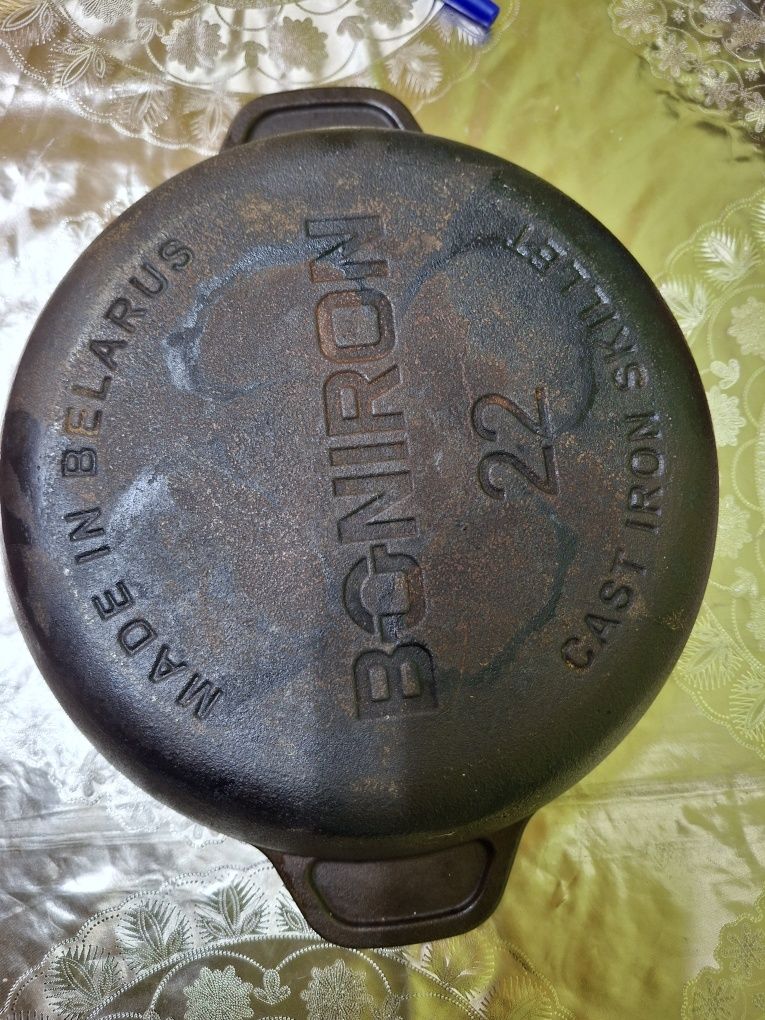 MADE IN BELARUS
BONIRON
22
CAST IRON SKILLET